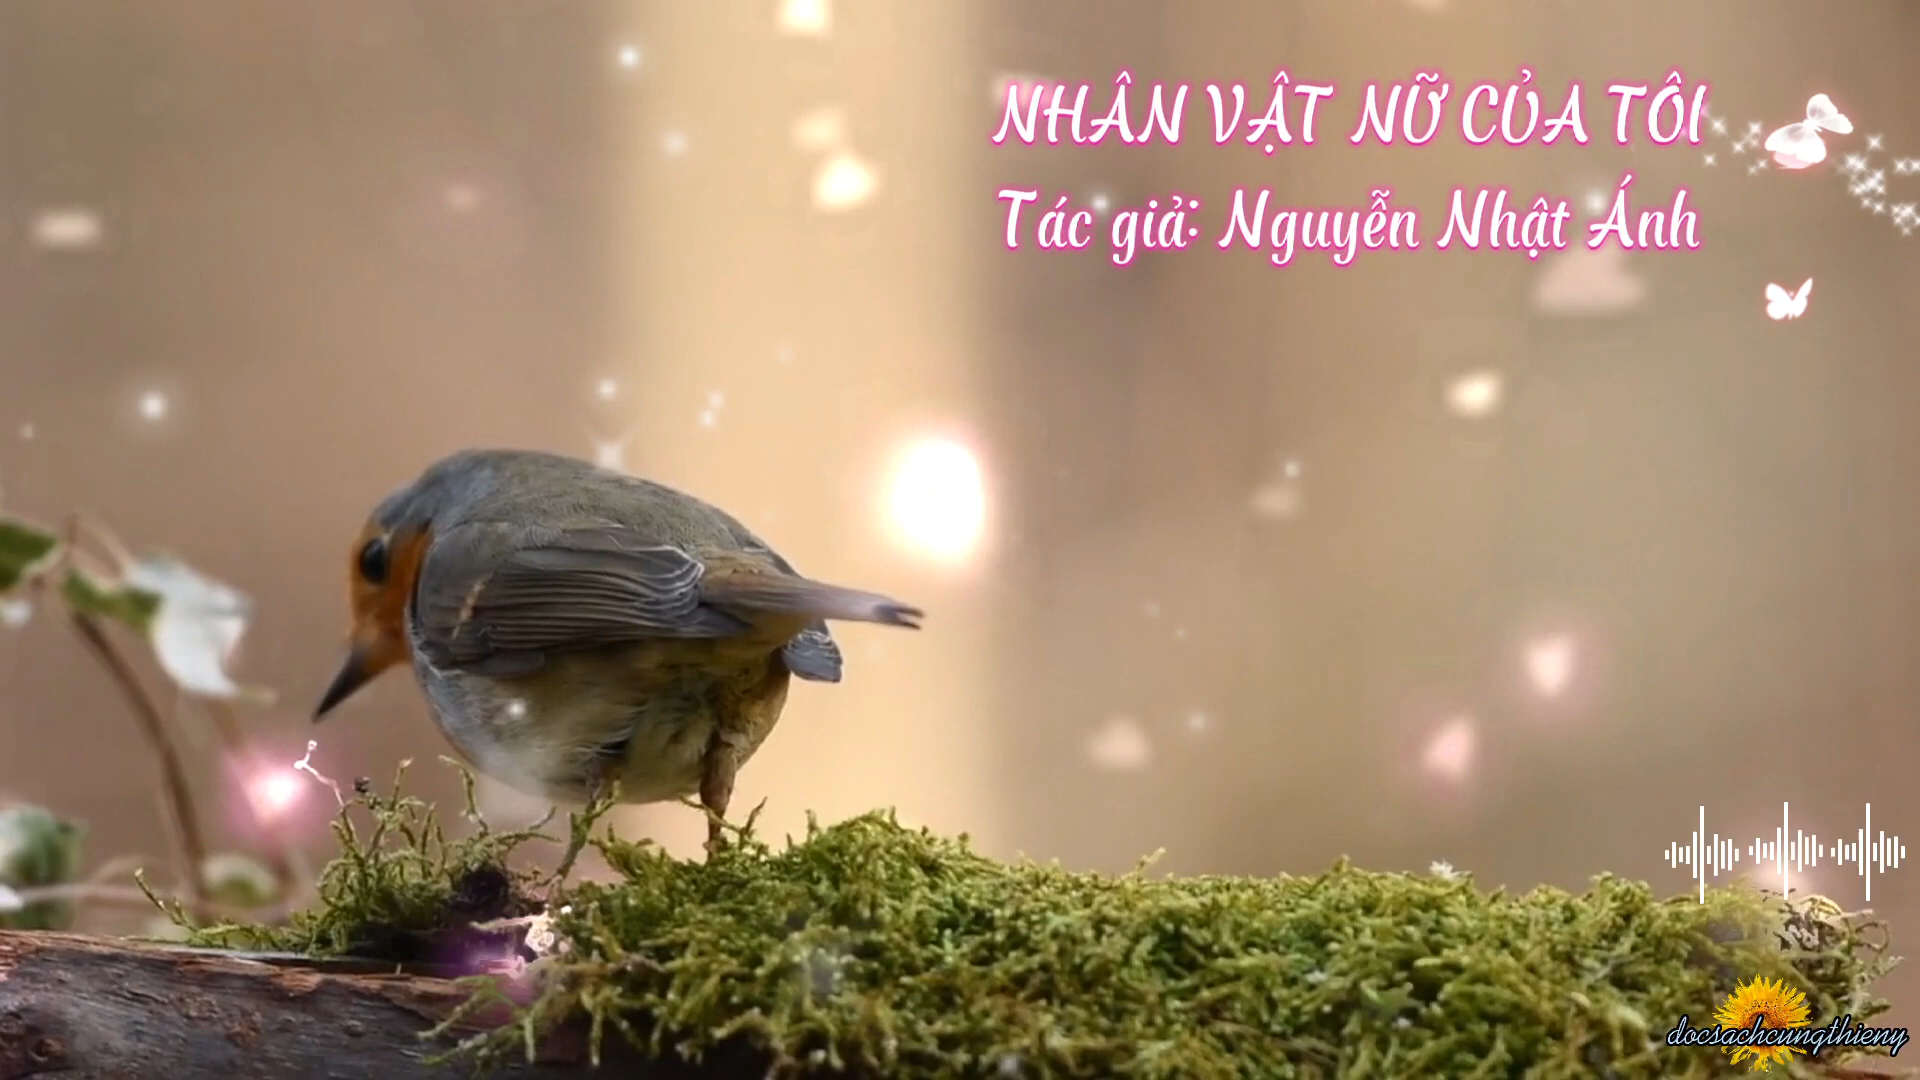 NHÂN VẬT NỮ CỦA TÔI
Tác giả: Nguyễn Nhật Ánh
docsachcungthieny